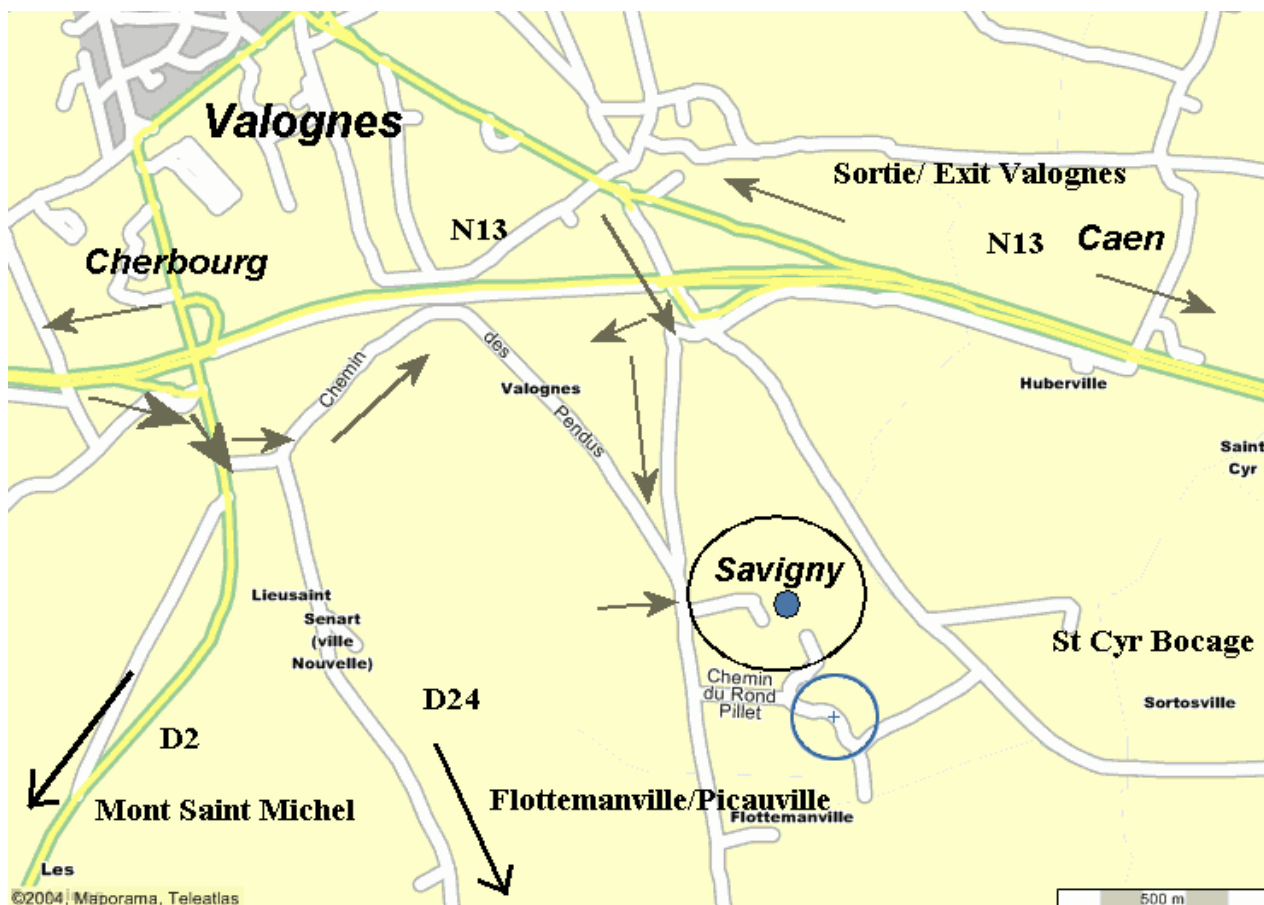 Valognes
Sortie/ Exit Valognes
N13
N13
Caen
Cherbourg
des
Chemin
Valognes
Pendus
Huberville
Saint
Cyr
Savigny
Lieusaint
Senart
(ville
Nouvelle)
St Cyr Bocage
Chemin
du Rond
Pillet
D24
Sortosville
D2
Mont Saint Michel
Flottemanville/Picauville
Flottemanville
Les
©2004, Maporama, Teleatlas
500 m